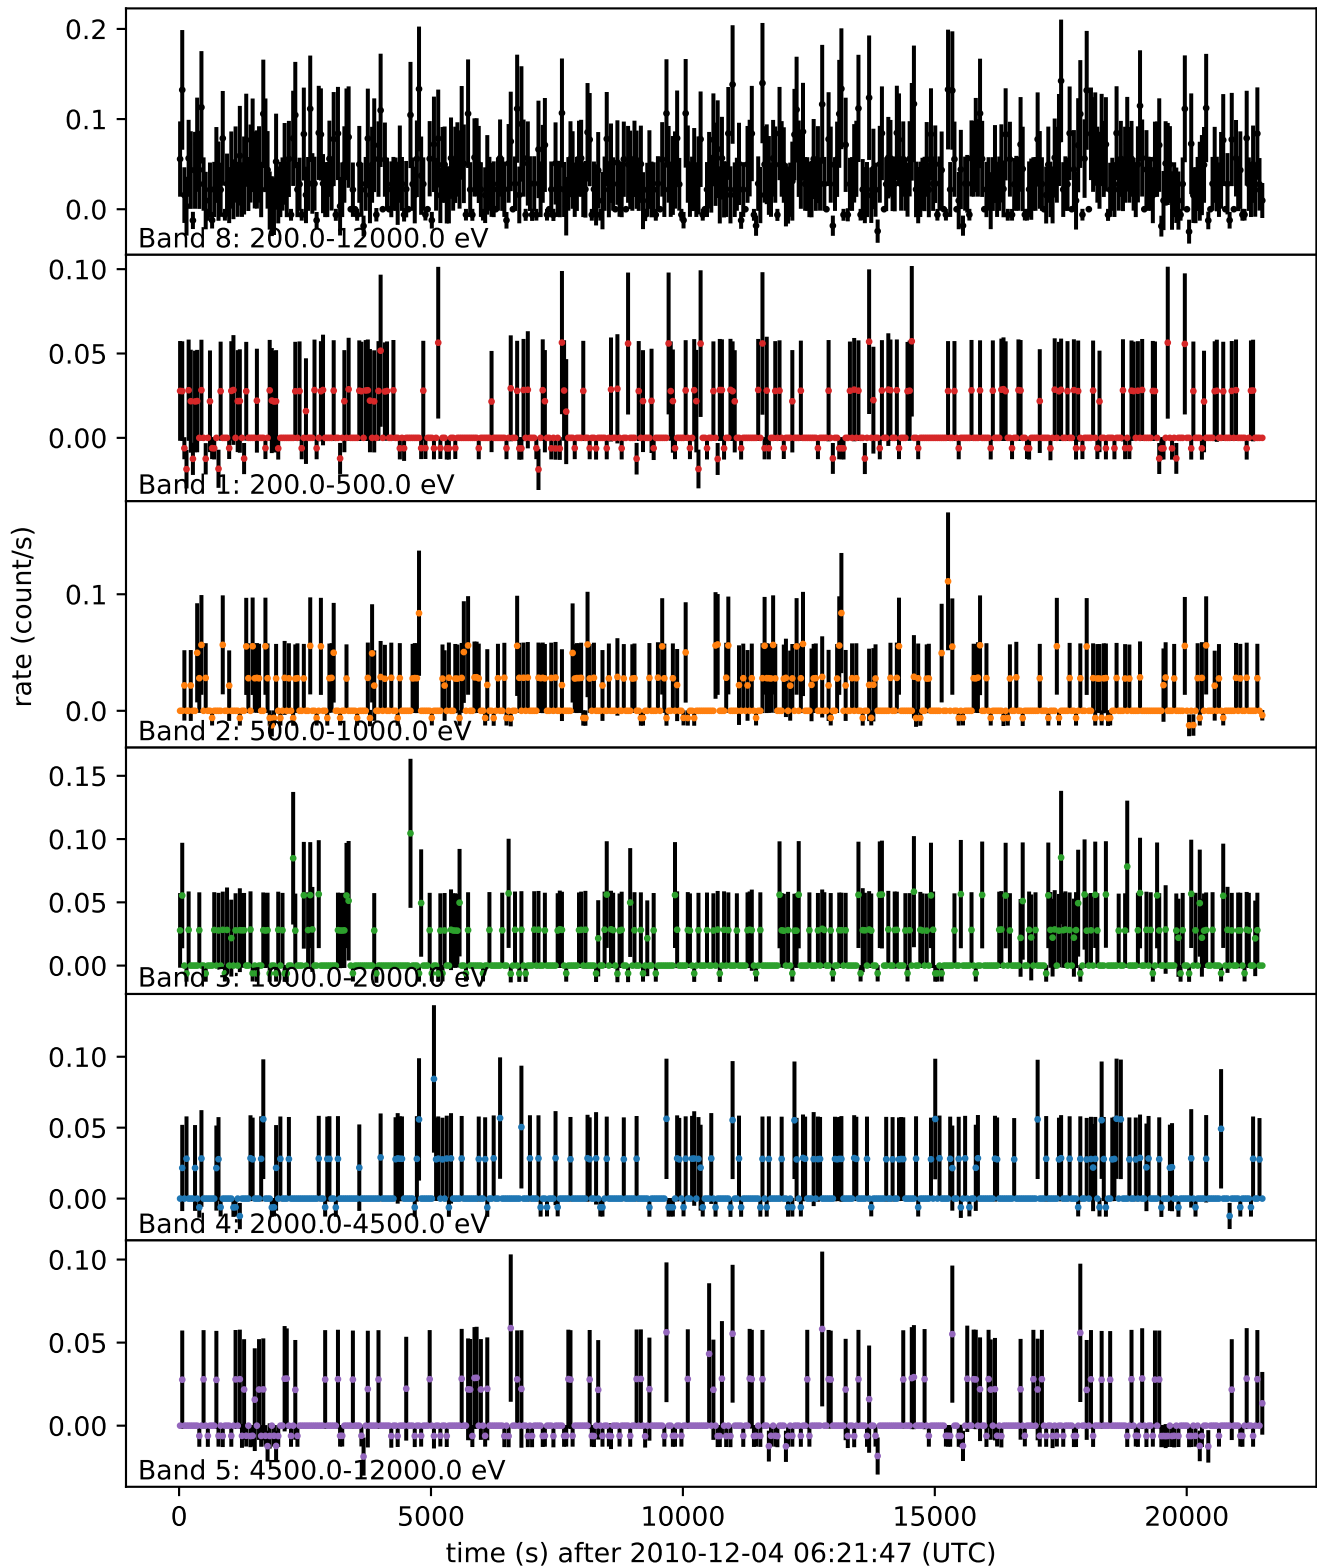 0.2
0.1
0.0
Band 8: 200.0-12000.0 eV
0.10
0.05
0.00
Band 1: 200.0-500.0 eV
rate (count/s)
0.1
0.0
Band 2: 500.0-1000.0 eV
0.15
0.10
0.05
0.00
Band 3: 1000.0-2000.0 eV
0.10
0.05
0.00
Band 4: 2000.0-4500.0 eV
0.10
0.05
0.00
Band 5: 4500.0-12000.0 eV
0 5000 10000 15000 20000
time (s) after 2010-12-04 06:21:47 (UTC)